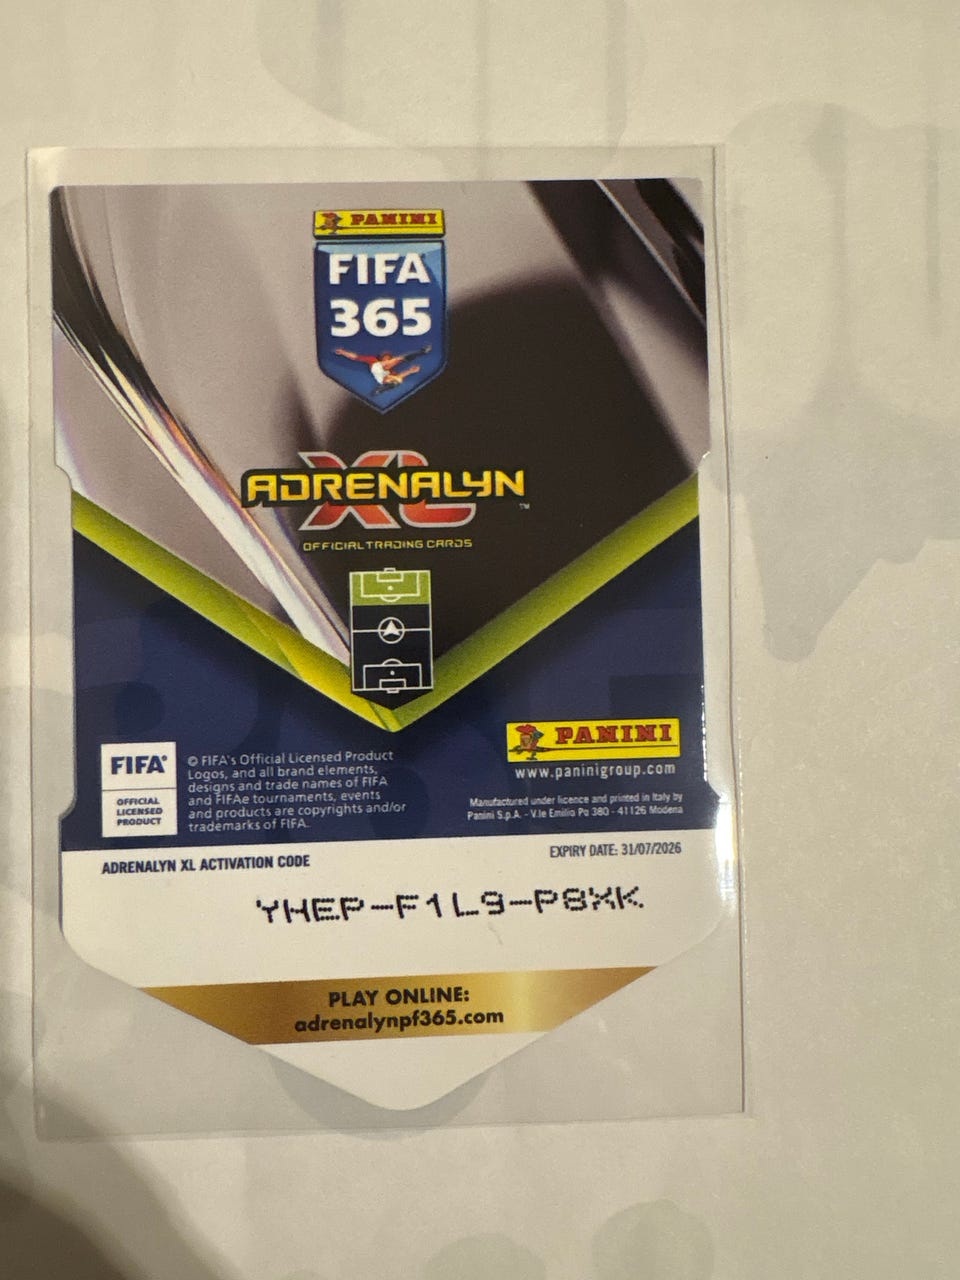 PANINI
FIFA
365
ADRENALYN
XL
™
OFFICIAL TRADING CARDS
PANINI
www.paninigroup.com
FIFA®
OFFICIAL
LICENSED
PRODUCT
© FIFA's Official Licensed Product
Logos, and all brand elements,
designs and trade names of FIFA
and FIFAe tournaments, events
and products are copyrights and/or
trademarks of FIFA.
Manufactured under licence and printed in Italy by
Panini S.p.A. - V.le Emilio Po 380 - 41126 Modena
ADRENALYN XL ACTIVATION CODE
EXPIRY DATE: 31/07/2026
YHEP-F1L9-P8XK
PLAY ONLINE:
adrenalynpf365.com